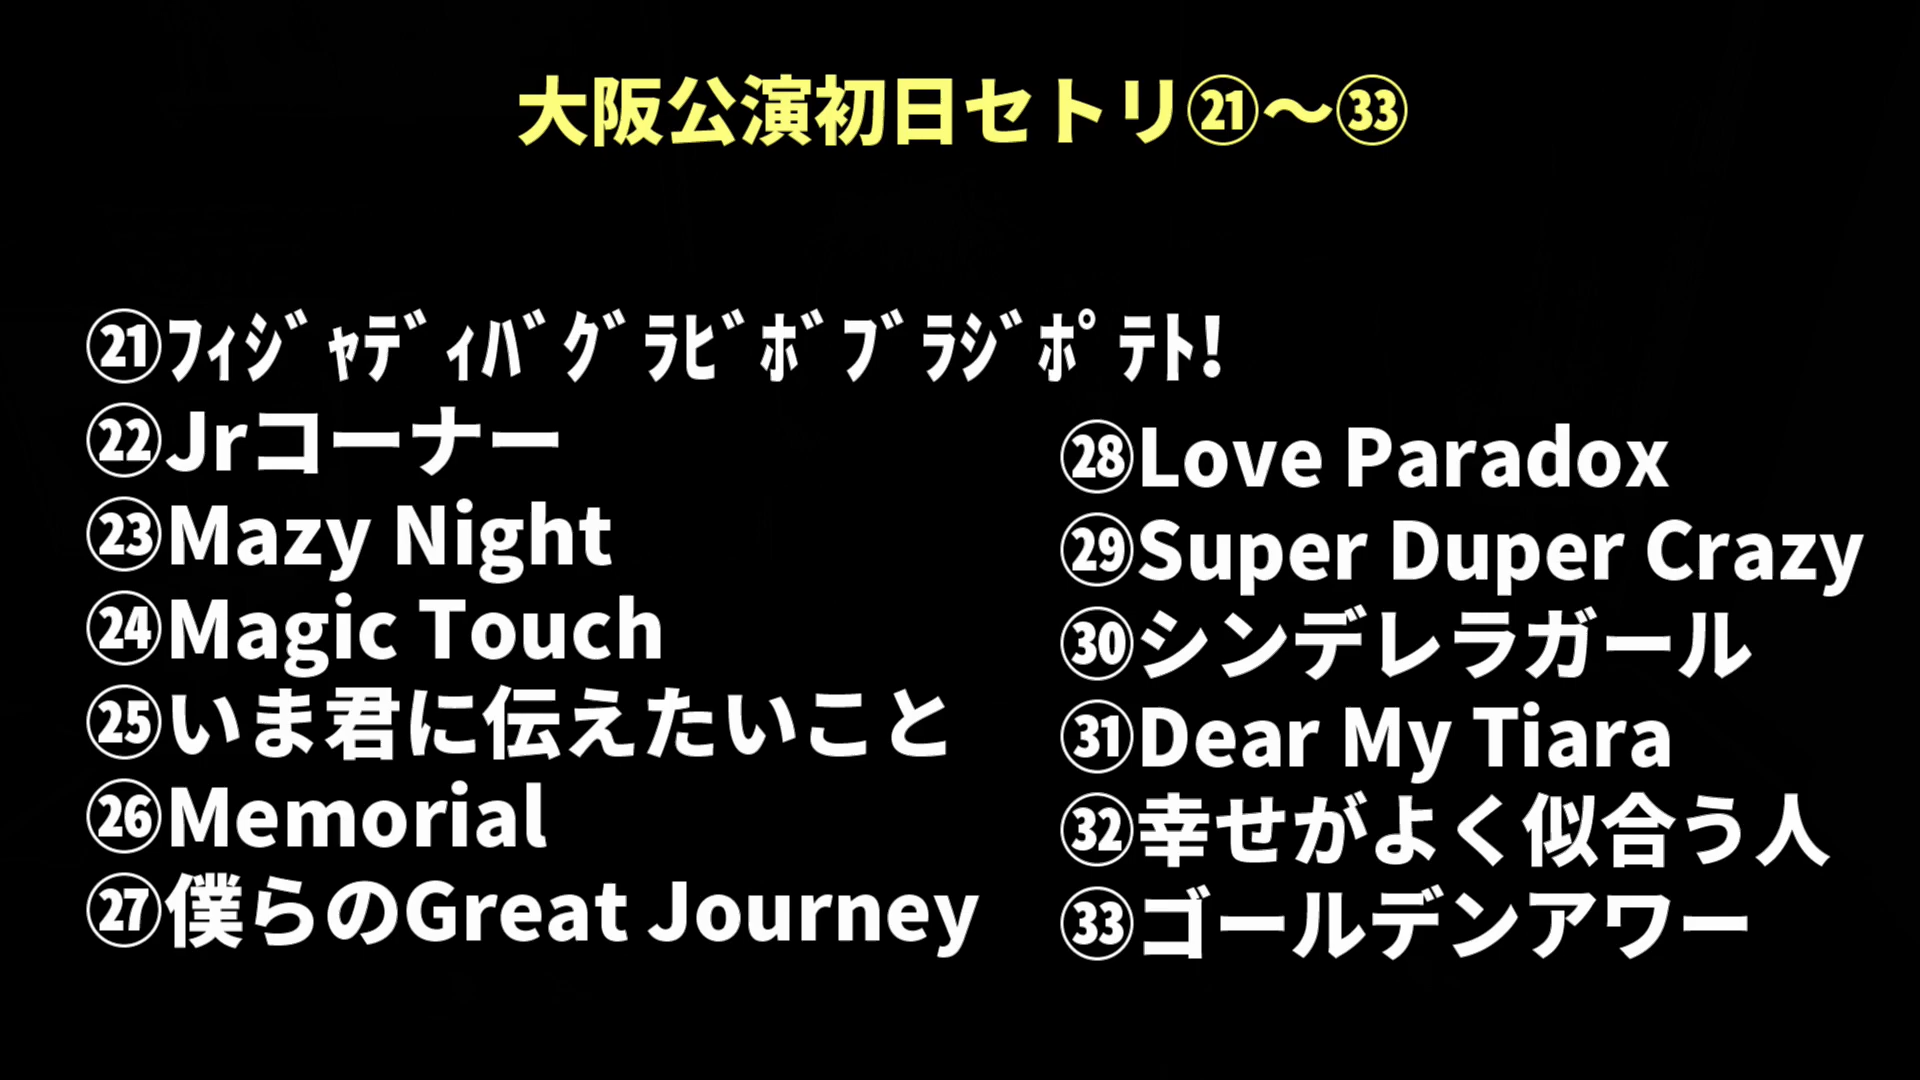 大阪公演初日セトリ㉑～㉝
㉑ﾌｨｼﾞｬﾃﾞｨﾊﾞｸﾞﾗﾋﾞﾎﾞﾌﾞﾗｼﾞﾎﾟﾃﾄ!
㉒Jrコーナー
㉓Mazy Night
㉔Magic Touch
㉕いま君に伝えたいこと
㉖Memorial
㉗僕らのGreat Journey
㉘Love Paradox
㉙Super Duper Crazy
㉚シンデレラガール
㉛Dear My Tiara
㉜幸せがよく似合う人
㉝ゴールデンアワー